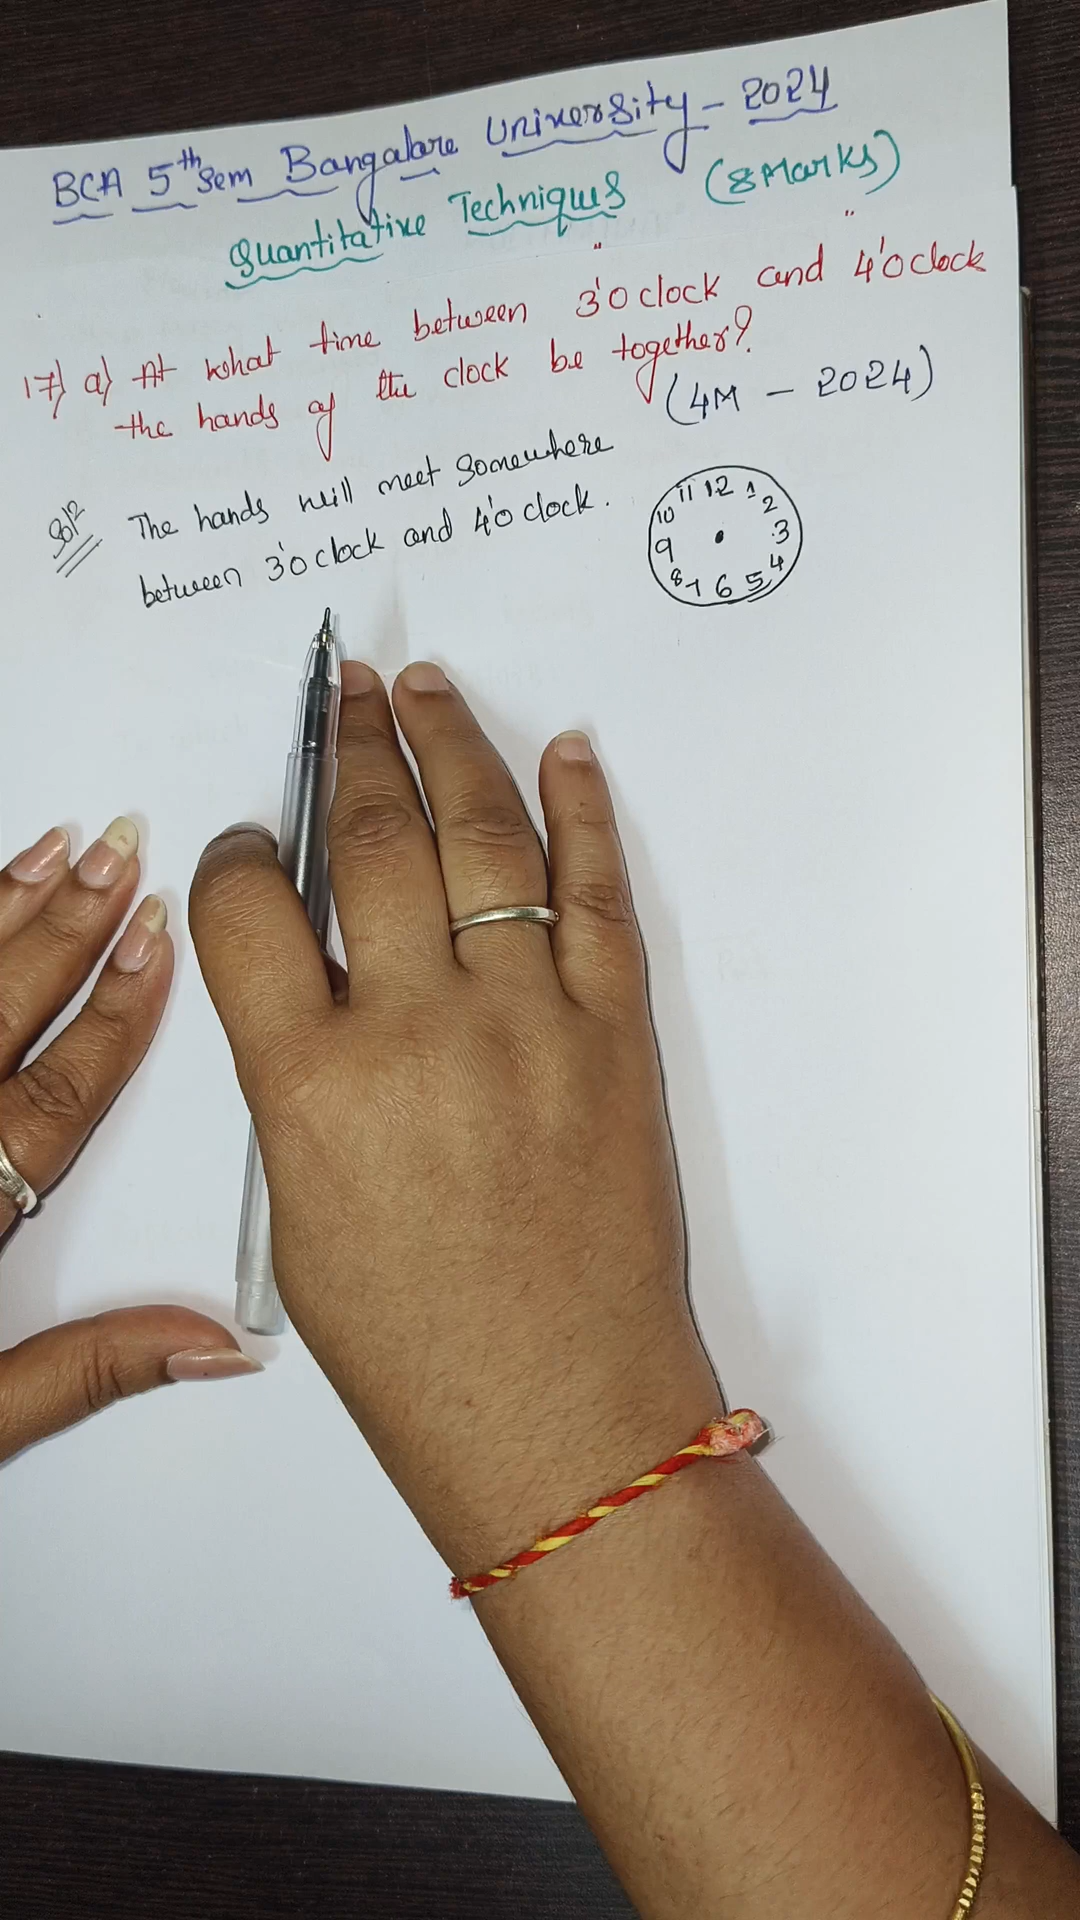 BCA 5th Sem Bangalore University - 2024
Quantitative Techniques (8 Marks)
17) a) At what time between 3'o clock and 4'o clock
the hands of the clock be together?
(4M - 2024)
Sol2 The hands will meet Somewhere
between 3'o clock and 4'o clock.
11 12 1
10 2
9 3
8 7 6 5 4